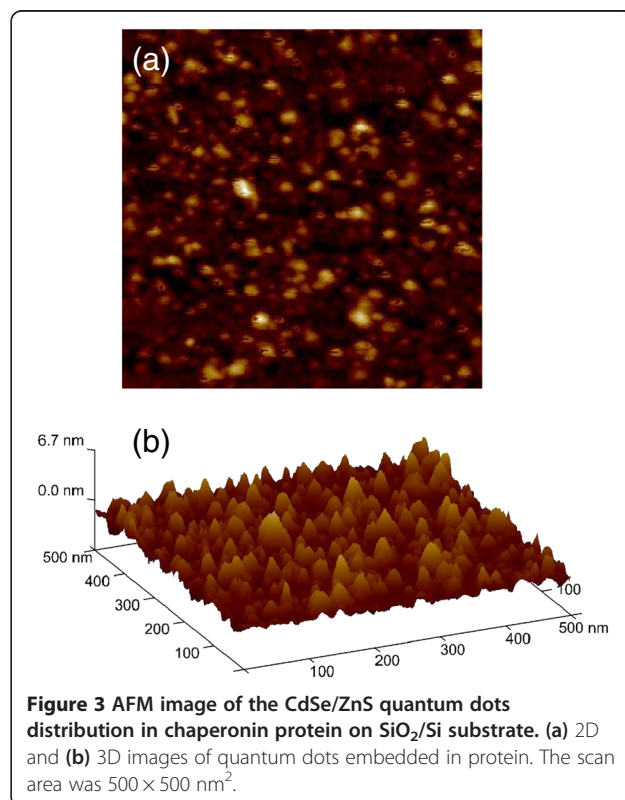 (a)
(b)
6.7 nm
0.0 nm
500 nm
400
300
200
100
100
200
300
400
500 nm
100
Figure 3 AFM image of the CdSe/ZnS quantum dots
distribution in chaperonin protein on SiO₂/Si substrate. (a) 2D
and (b) 3D images of quantum dots embedded in protein. The scan
area was 500 × 500 nm².